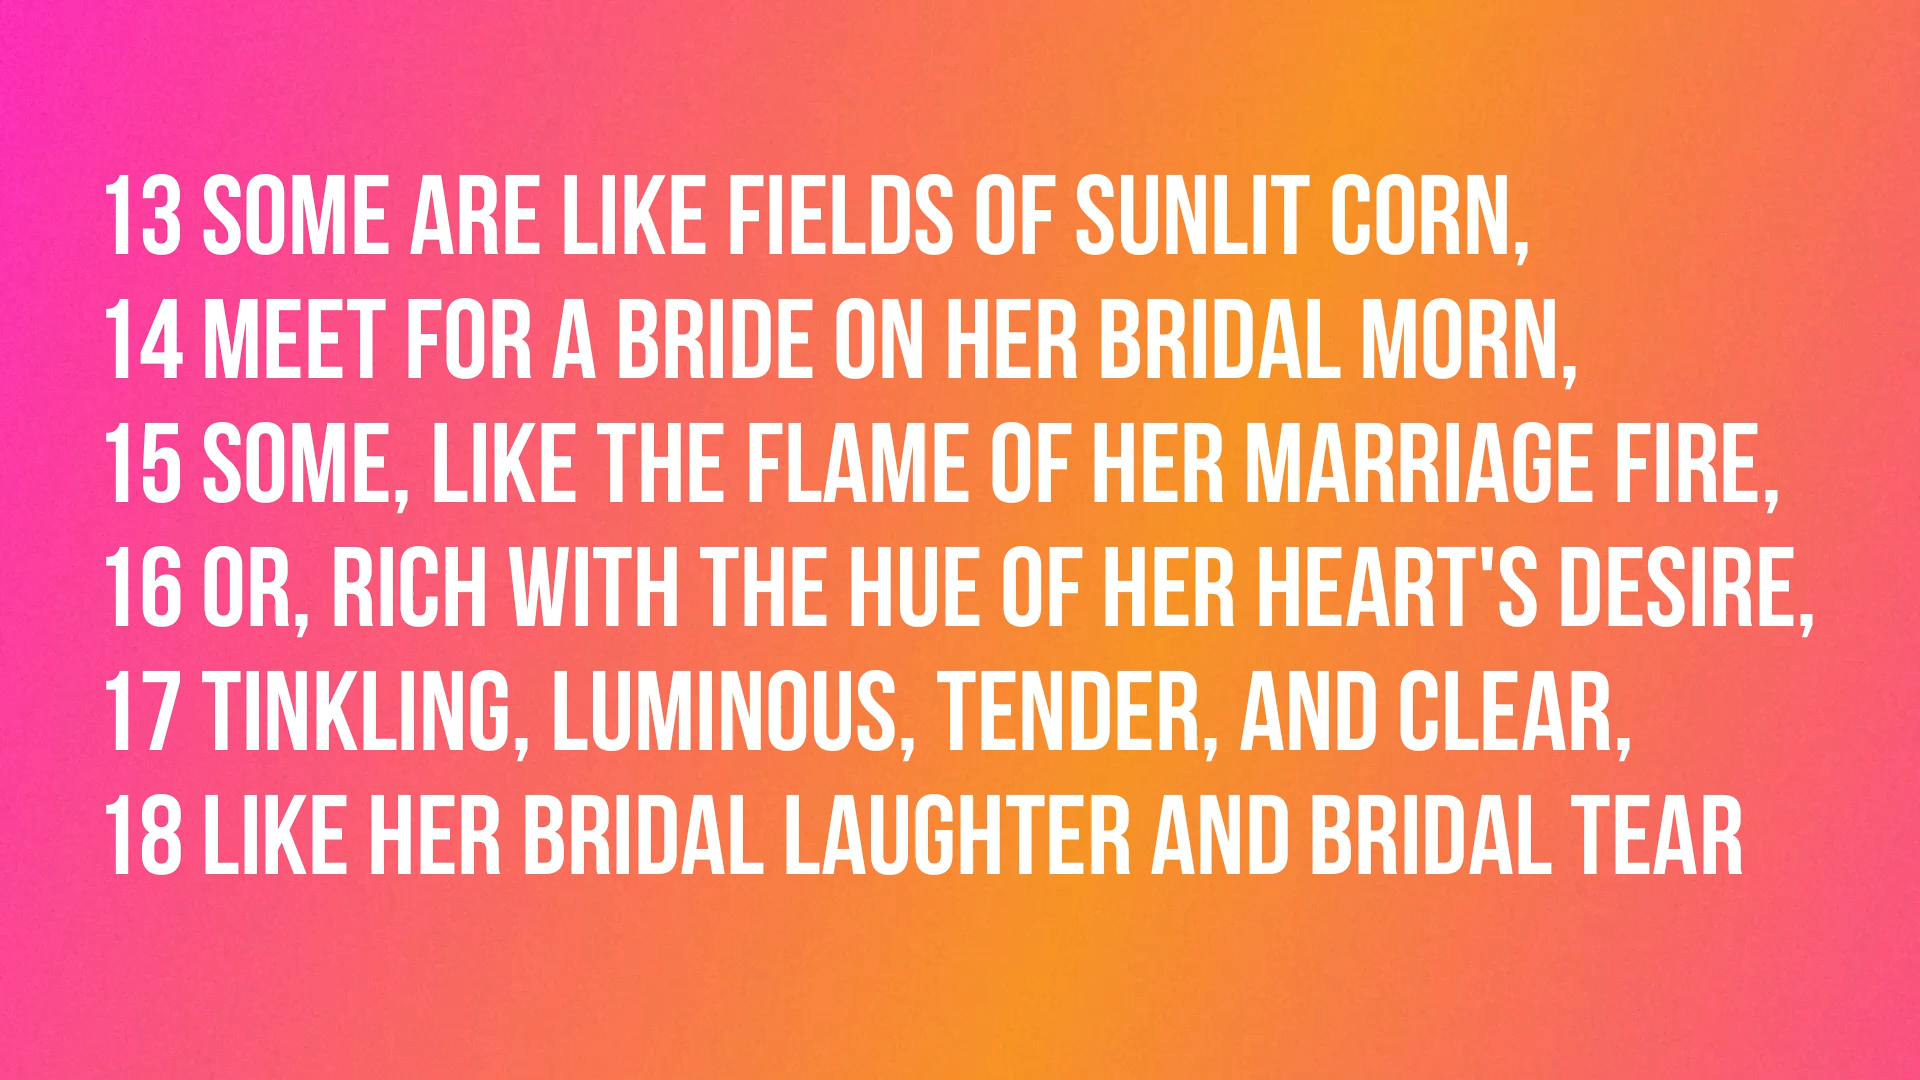 13 SOME ARE LIKE FIELDS OF SUNLIT CORN,
14 MEET FOR A BRIDE ON HER BRIDAL MORN,
15 SOME, LIKE THE FLAME OF HER MARRIAGE FIRE,
16 OR, RICH WITH THE HUE OF HER HEART'S DESIRE,
17 TINKLING, LUMINOUS, TENDER, AND CLEAR,
18 LIKE HER BRIDAL LAUGHTER AND BRIDAL TEAR